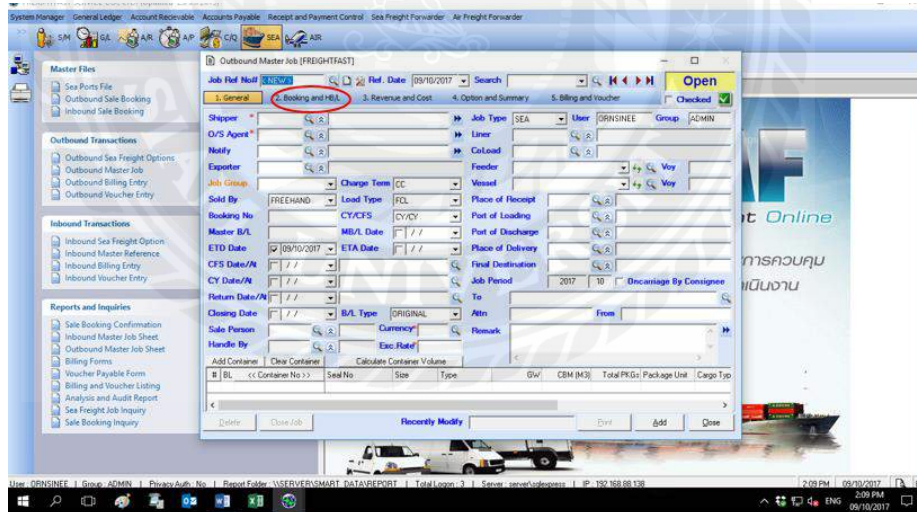 System Manager General Ledger Account Recievable Accounts Payable Receipt and Payment Control Sea Freight Forwarder Air Freight Forwarder
S/M G/L A/R A/P C/Q SEA AIR
Master Files
Sea Ports File
Outbound Sale Booking
Inbound Sale Booking
Outbound Transactions
Outbound Sea Freight Options
Outbound Master Job
Outbound Billing Entry
Outbound Voucher Entry
Inbound Transactions
Inbound Sea Freight Option
Inbound Master Reference
Inbound Billing Entry
Inbound Voucher Entry
Reports and Inquiries
Sale Booking Confirmation
Inbound Master Job Sheet
Outbound Master Job Sheet
Billing Forms
Voucher Payable Form
Billing and Voucher Listing
Analysis and Audit Report
Sea Freight Job Inquiry
Sale Booking Inquiry
Outbound Master Job [FREIGHTFAST]
Job Ref No# <NEW> Ref. Date 09/10/2017 Search Open
1. General 2. Booking and HB/L 3. Revenue and Cost 4. Option and Summary 5. Billing and Voucher Checked
Shipper * Job Type SEA User ORNSINEE Group ADMIN
O/S Agent * Liner
Notify CoLoad
Exporter Feeder Voy
Job Group Charge Term CC Vessel Voy
Sold By FREEHAND Load Type FCL Place of Receipt
Booking No CY/CFS CY/CY Port of Loading
Master B/L MB/L Date / / Port of Discharge
ETD Date 09/10/2017 ETA Date / / Place of Delivery
CFS Date/At / / Final Destination
CY Date/At / / Job Period 2017 10 Oncarriage By Consignee
Return Date/At / / To
Closing Date / / B/L Type ORIGINAL Attn From
Sale Person Currency* Remark
Handle By Exc.Rate*
Add Container Clear Container Calculate Container Volume
# BL << Container No >> Seal No Size Type GW CBM (M3) Total PKGs Package Unit Cargo Typ
Delete Close Job Recently Modify Print Add Close
t Online
การควบคุม
เนินงาน
User : ORNSINEE | Group : ADMIN | Privacy Auth : No | Report Folder : \\SERVER\SMART_DATA\REPORT | Total Logon : 3 | Server : server\sqlexpress | IP : 192.168.88.138 2:09 PM 09/10/2017
ENG 2:09 PM
09/10/2017